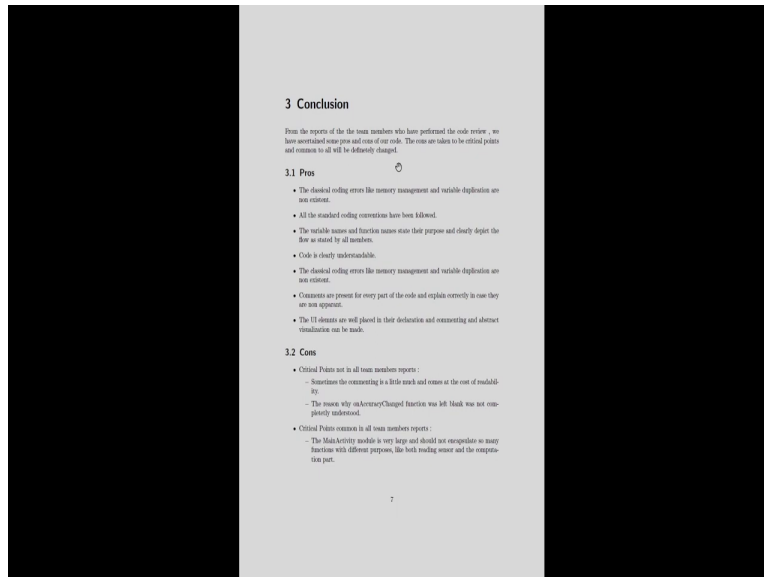 3 Conclusion
From the reports of the the team members who have performed the code review , we
have ascertained some pros and cons of our code. The cons are taken to be critical points
and common to all will be definetely changed.
3.1 Pros
• The classical coding errors like memory management and variable duplication are
non existent.
• All the standard coding conventions have been followed.
• The variable names and function names state their purpose and clearly depict the
flow as stated by all members.
• Code is clearly understandable.
• The classical coding errors like memory management and variable duplication are
non existent.
• Comments are present for every part of the code and explain correctly in case they
are non apparant.
• The UI elemnts are well placed in their declaration and commenting and abstract
visualization can be made.
3.2 Cons
• Critical Points not in all team members reports :
– Sometimes the commenting is a little much and comes at the cost of readabil-
ity.
– The reason why onAccuracyChanged function was left blank was not com-
pletetly understood.
• Critical Points common in all team members reports :
– The MainActivity module is very large and should not encapsulate so many
functions with different purposes, like both reading sensor and the computa-
tion part.
7